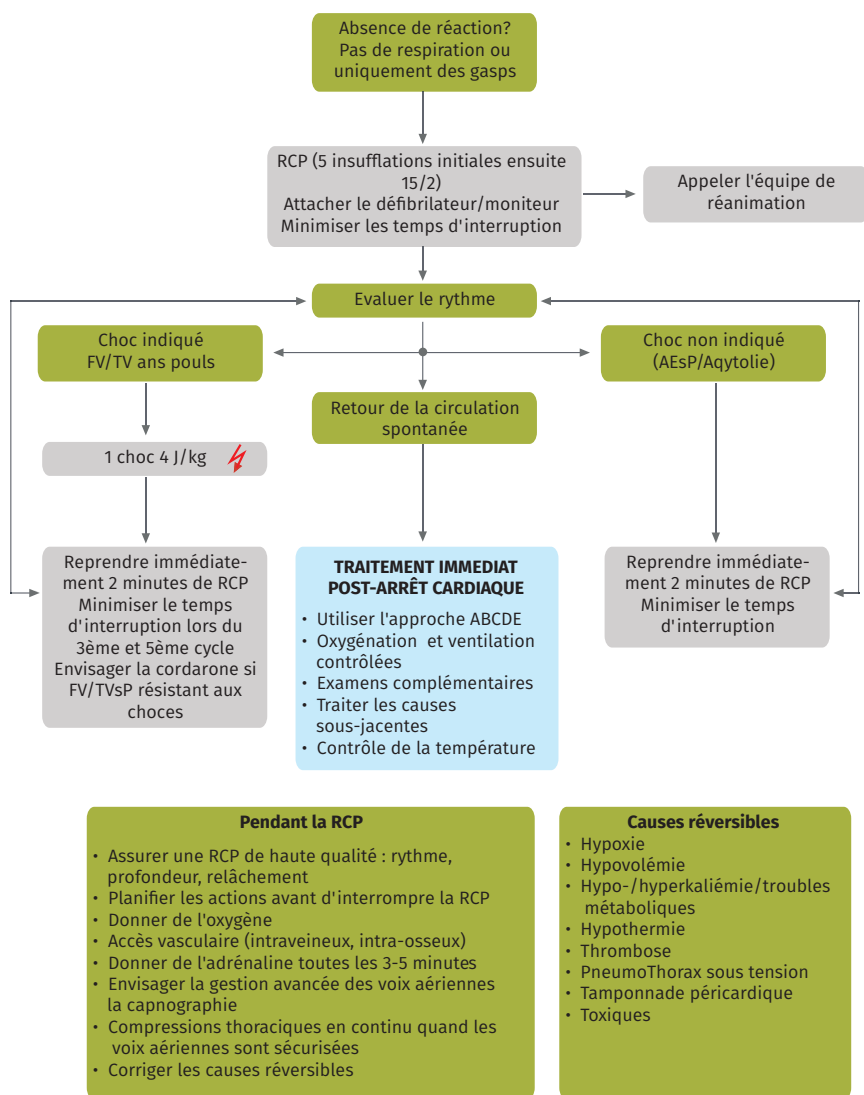 Absence de réaction?
Pas de respiration ou
uniquement des gasps
RCP (5 insufflations initiales ensuite
15/2)
Attacher le défibrilateur/moniteur
Minimiser les temps d'interruption
Appeler l'équipe de
réanimation
Evaluer le rythme
Choc indiqué
FV/TV ans pouls
Choc non indiqué
(AEsP/Aqytolie)
Retour de la circulation
spontanée
1 choc 4 J/kg
Reprendre immédiate-
ment 2 minutes de RCP
Minimiser le temps
d'interruption lors du
3ème et 5ème cycle
Envisager la cordarone si
FV/TVsP résistant aux
choces
TRAITEMENT IMMEDIAT
POST-ARRÊT CARDIAQUE
• Utiliser l'approche ABCDE
• Oxygénation et ventilation
contrôlées
• Examens complémentaires
• Traiter les causes
sous-jacentes
• Contrôle de la température
Reprendre immédiate-
ment 2 minutes de RCP
Minimiser le temps
d'interruption
Pendant la RCP
• Assurer une RCP de haute qualité : rythme,
profondeur, relâchement
• Planifier les actions avant d'interrompre la RCP
• Donner de l'oxygène
• Accès vasculaire (intraveineux, intra-osseux)
• Donner de l'adrénaline toutes les 3-5 minutes
• Envisager la gestion avancée des voix aériennes
la capnographie
• Compressions thoraciques en continu quand les
voix aériennes sont sécurisées
• Corriger les causes réversibles
Causes réversibles
• Hypoxie
• Hypovolémie
• Hypo-/hyperkaliémie/troubles
métaboliques
• Hypothermie
• Thrombose
• PneumoThorax sous tension
• Tamponnade péricardique
• Toxiques